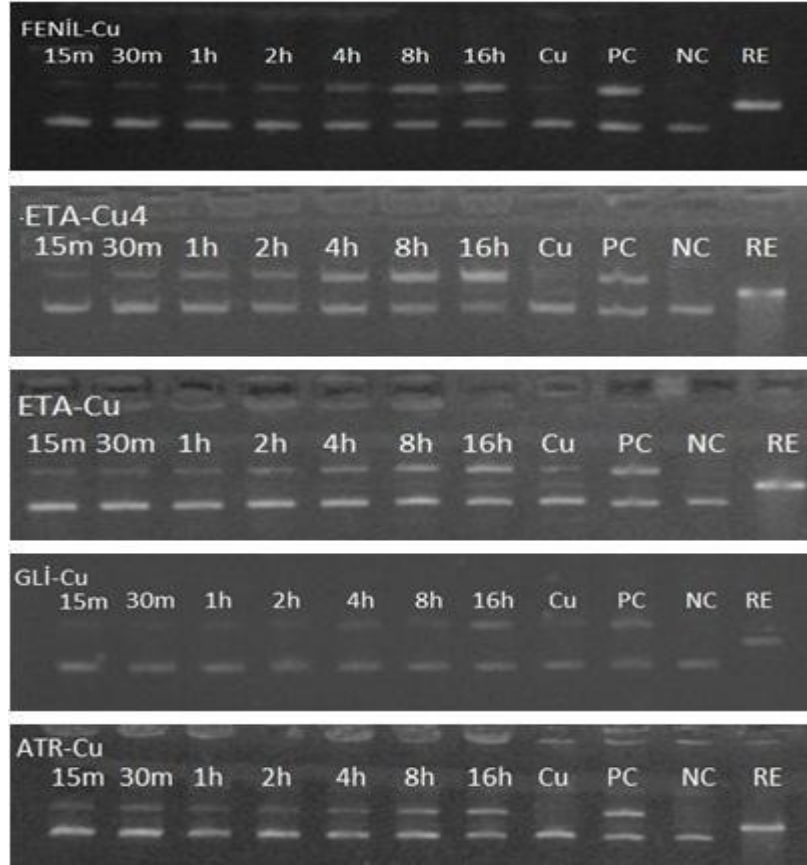 FENİL-Cu
15m 30m 1h 2h 4h 8h 16h Cu PC NC RE
-ETA-Cu4
15m 30m 1h 2h 4h 8h 16h Cu PC NC RE
ETA-Cu
15m 30m 1h 2h 4h 8h 16h Cu PC NC RE
GLİ-Cu
15m 30m 1h 2h 4h 8h 16h Cu PC NC RE
ATR-Cu
15m 30m 1h 2h 4h 8h 16h Cu PC NC RE